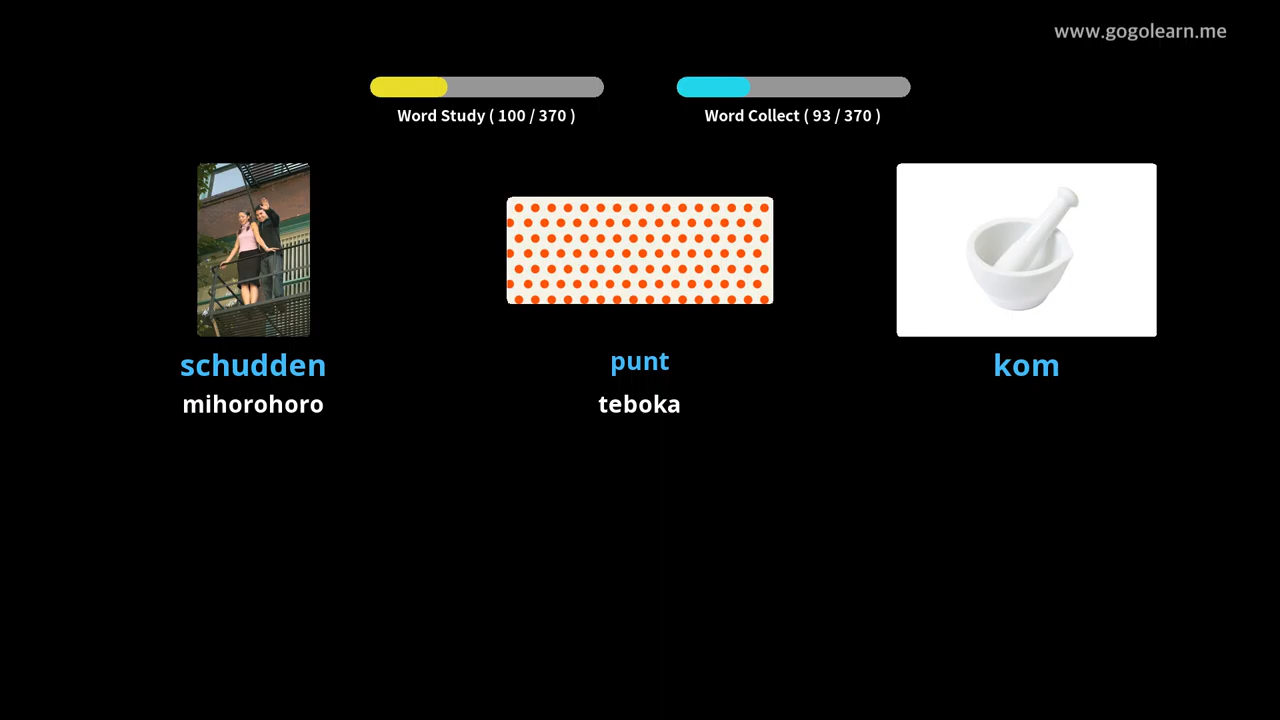 www.gogolearn.me
Word Study ( 100 / 370 )
Word Collect ( 93 / 370 )
schudden
mihorohoro
punt
teboka
kom